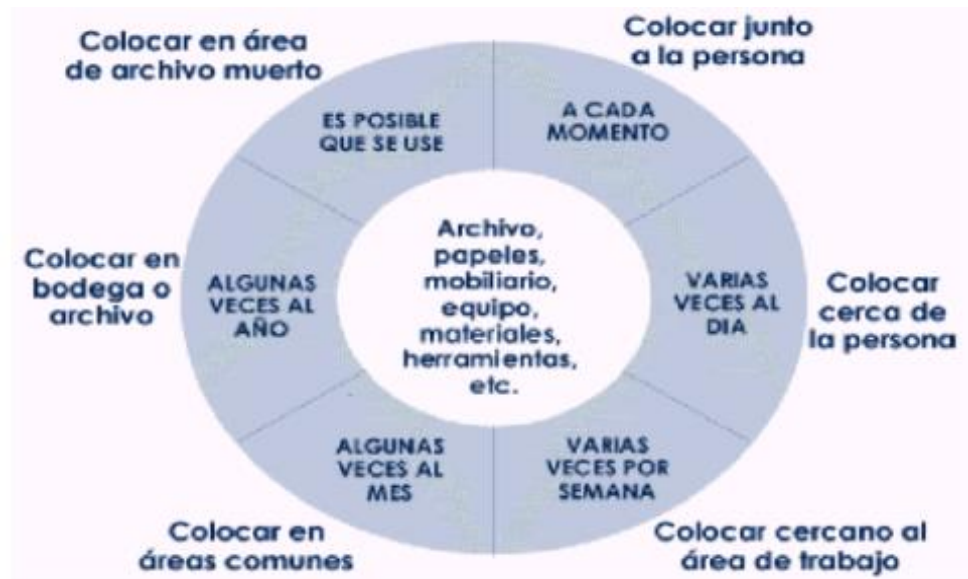 Colocar en área
de archivo muerto
Colocar junto
a la persona
ES POSIBLE
QUE SE USE
A CADA
MOMENTO
Colocar en
bodega o
archivo
ALGUNAS
VECES AL
AÑO
Archivo,
papeles,
mobiliario,
equipo,
materiales,
herramientas,
etc.
VARIAS
VECES AL
DIA
Colocar
cerca de
la persona
ALGUNAS
VECES AL
MES
VARIAS
VECES POR
SEMANA
Colocar en
áreas comunes
Colocar cercano al
área de trabajo